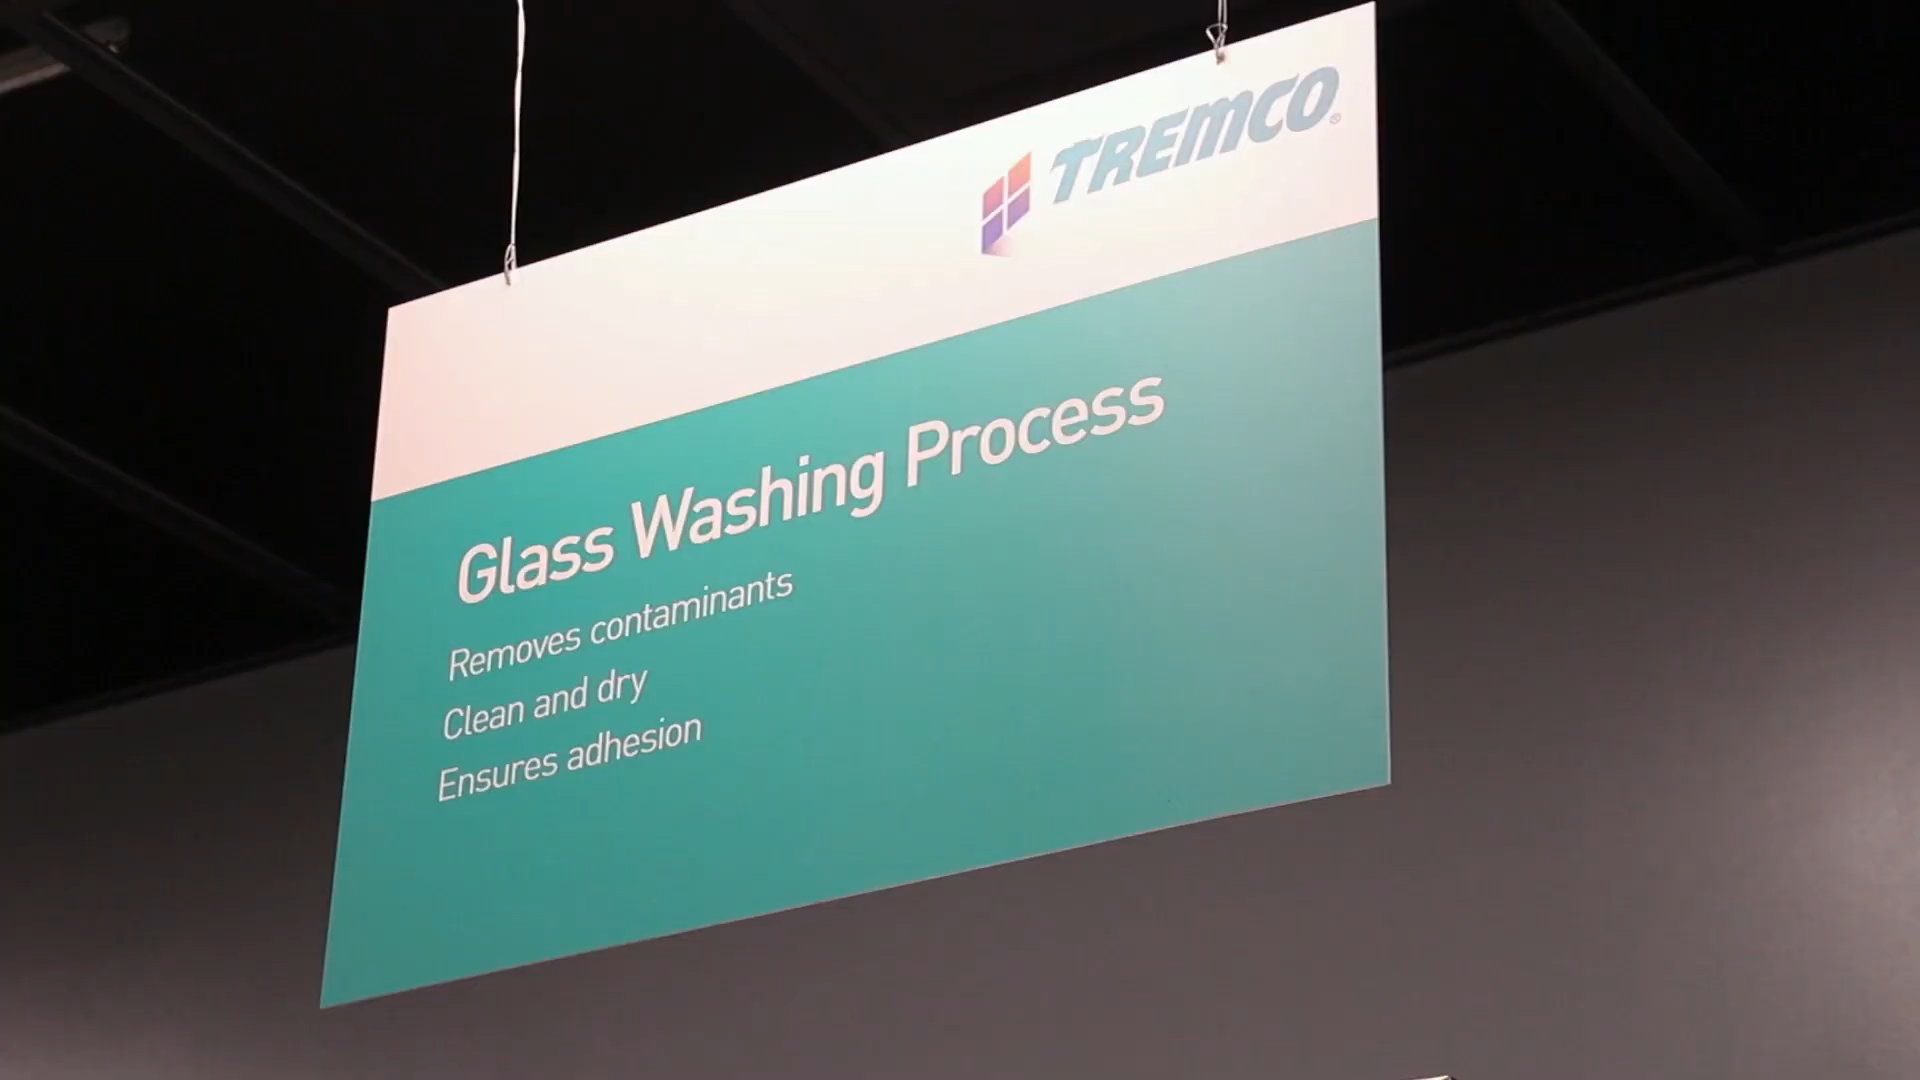 TREMCO®
Glass Washing Process
Removes contaminants
Clean and dry
Ensures adhesion